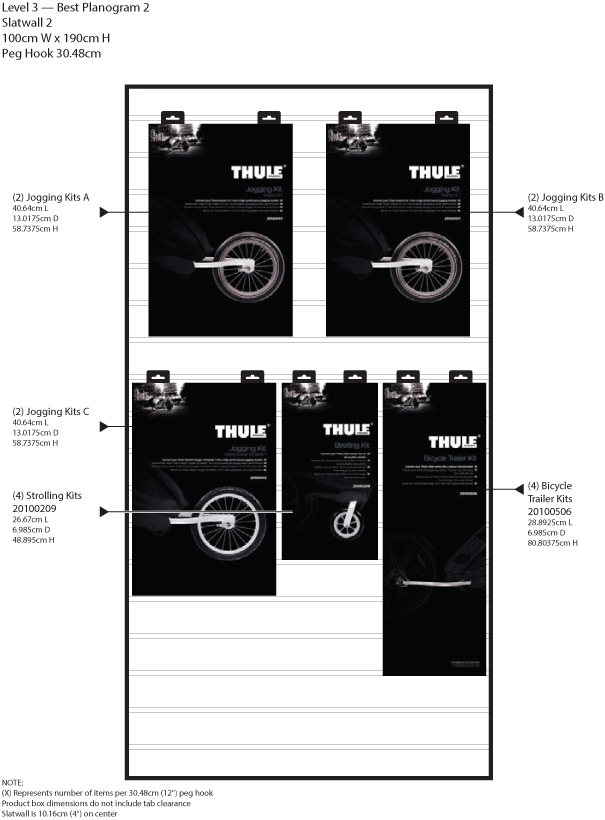 Level 3 — Best Planogram 2
Slatwall 2
100cm W x 190cm H
Peg Hook 30.48cm
(2) Jogging Kits A
40.64cm L
13.0175cm D
58.7375cm H
THULE
Jogging Kit
THULE
Jogging Kit
(2) Jogging Kits B
40.64cm L
13.0175cm D
58.7375cm H
(2) Jogging Kits C
40.64cm L
13.0175cm D
58.7375cm H
THULE
Jogging Kit
THULE
Strolling Kit
20100209
THULE
Bicycle Trailer Kit
20100506
(4) Strolling Kits
20100209
26.67cm L
6.985cm D
48.895cm H
(4) Bicycle
Trailer Kits
20100506
28.8925cm L
6.985cm D
80.80375cm H
NOTE:
(X) Represents number of items per 30.48cm (12") peg hook
Product box dimensions do not include tab clearance
Slatwall is 10.16cm (4") on center